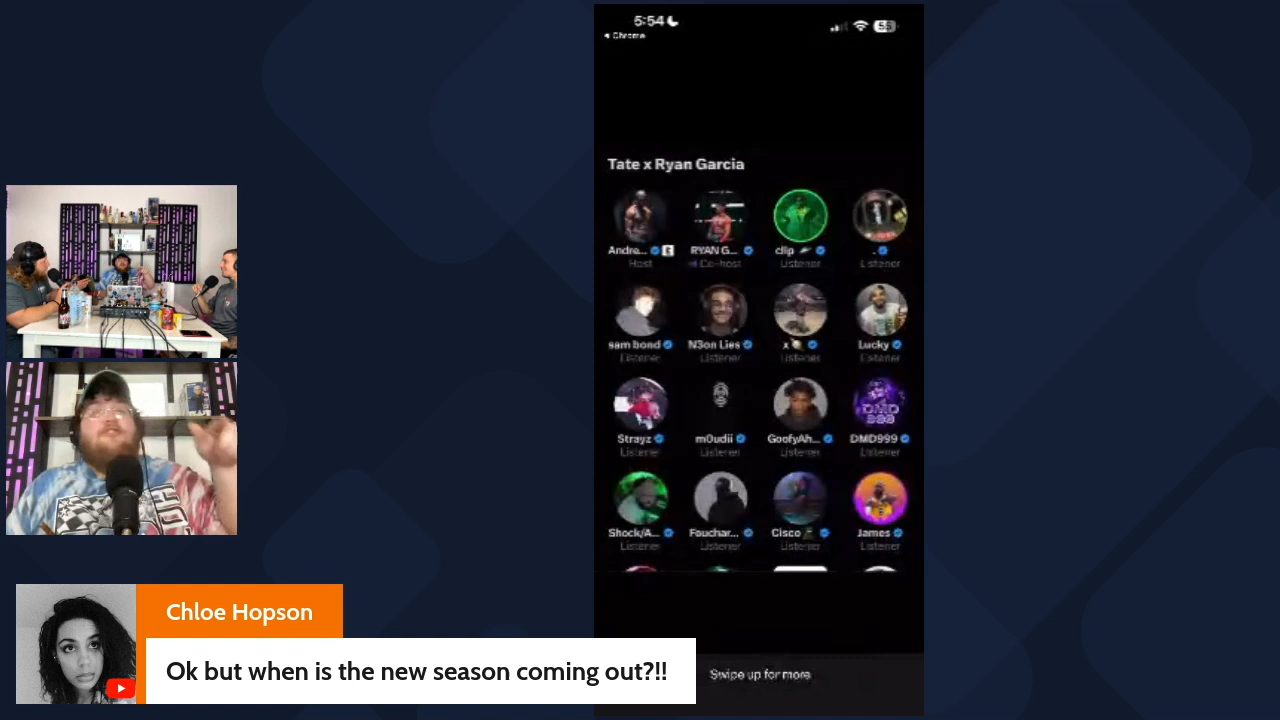 5:54
55
Chrome
Tate x Ryan Garcia
Andre... RYAN G... clip .
Host Co-host Listener Listener
sam bond N3on Lies x Lucky
Listener Listener Listener Listener
Strayz m0udii GoofyAh... DMD999
Listener Listener Listener Listener
Shock/A... Fouchar... Cisco James
Listener Listener Listener Listener
Swipe up for more
Chloe Hopson
Ok but when is the new season coming out?!!